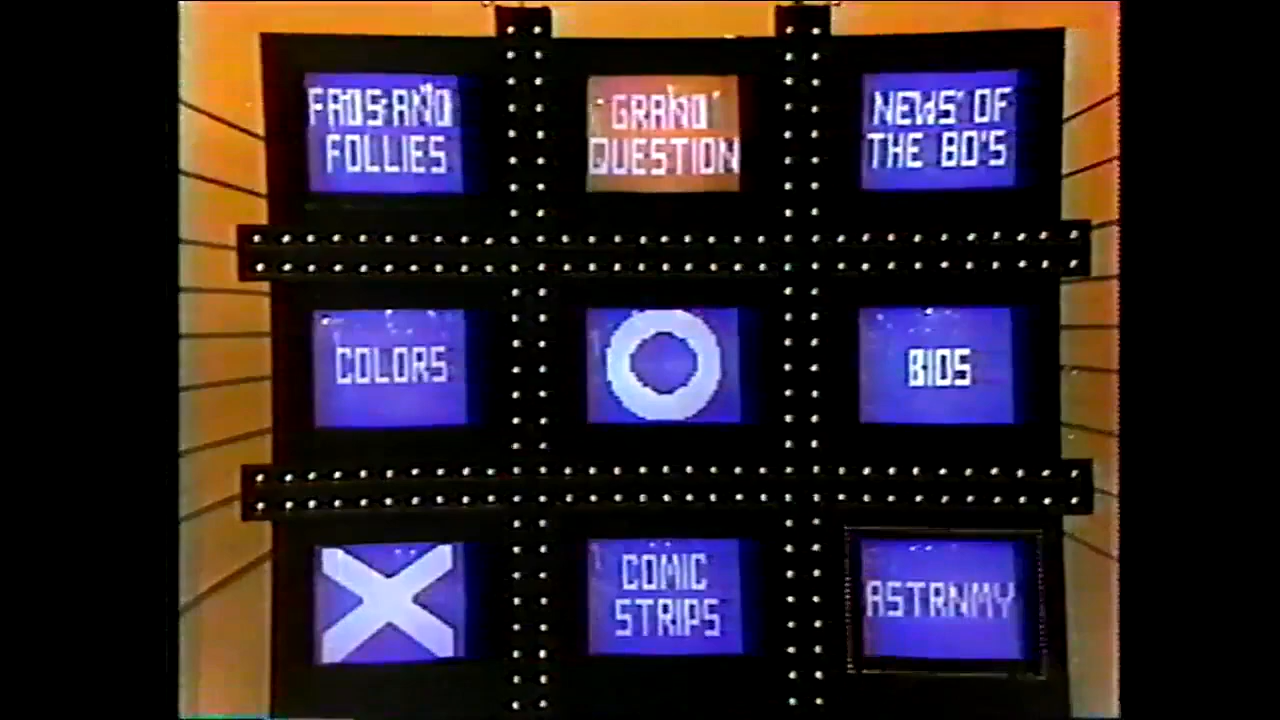 FADS AND
FOLLIES
GRAND
QUESTION
NEWS OF
THE 80'S
COLORS
O
BIOS
X
COMIC
STRIPS
ASTRNMY